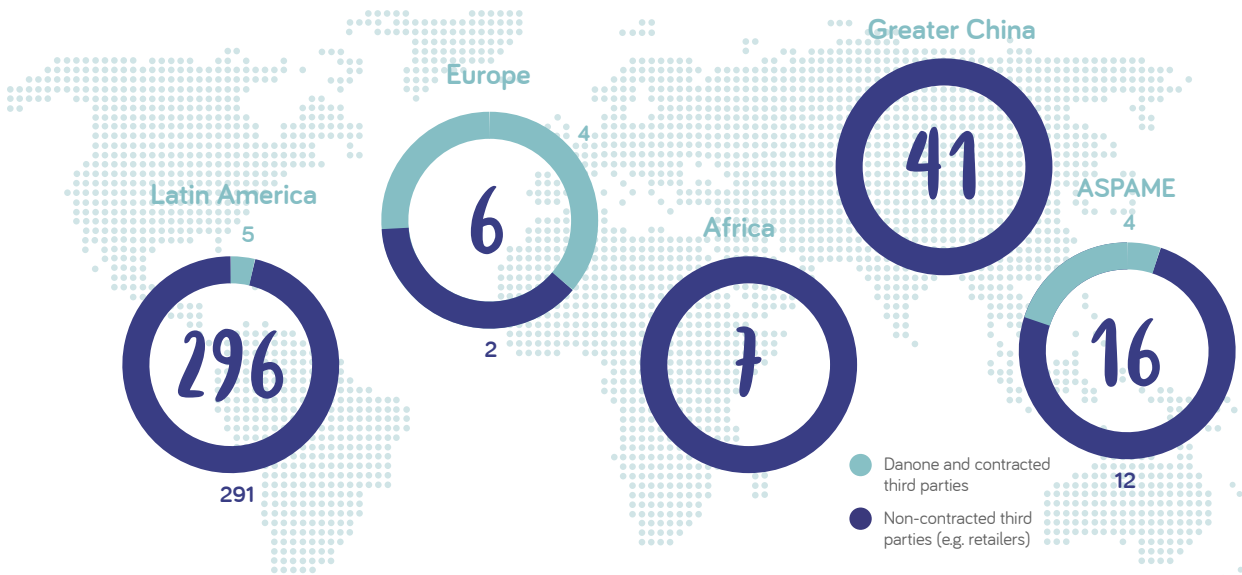 Greater China
41
Europe
4
6
2
ASPAME
4
16
12
Latin America
5
296
291
Africa
7
Danone and contracted
third parties
Non-contracted third
parties (e.g. retailers)